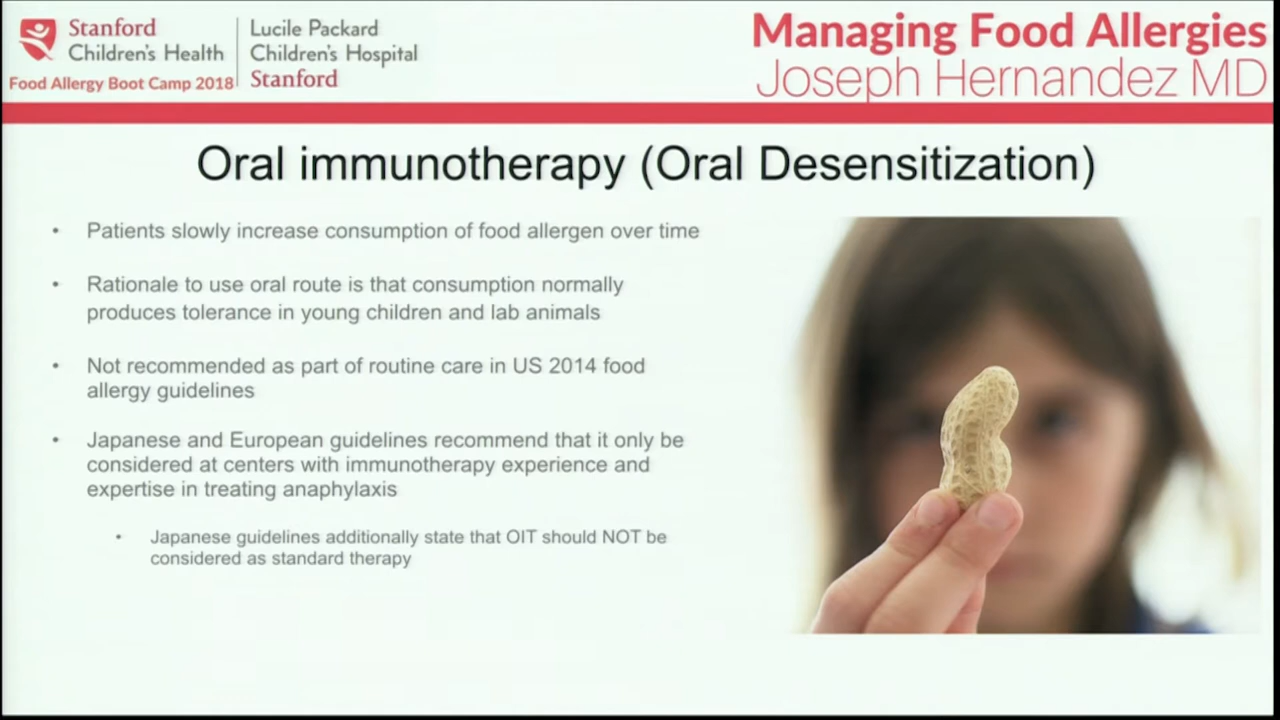 Stanford
Children's Health
Food Allergy Boot Camp 2018
Lucile Packard
Children's Hospital
Stanford
Managing Food Allergies
Joseph Hernandez MD
Oral immunotherapy (Oral Desensitization)
• Patients slowly increase consumption of food allergen over time
• Rationale to use oral route is that consumption normally
produces tolerance in young children and lab animals
• Not recommended as part of routine care in US 2014 food
allergy guidelines
• Japanese and European guidelines recommend that it only be
considered at centers with immunotherapy experience and
expertise in treating anaphylaxis
• Japanese guidelines additionally state that OIT should NOT be
considered as standard therapy